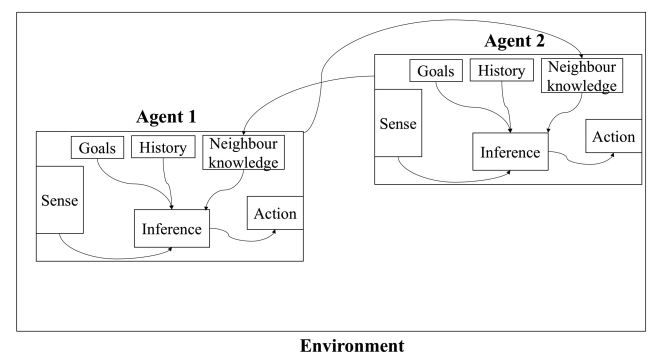 Agent 2
Goals
History
Neighbour
knowledge
Sense
Inference
Action
Agent 1
Goals
History
Neighbour
knowledge
Sense
Inference
Action
Environment